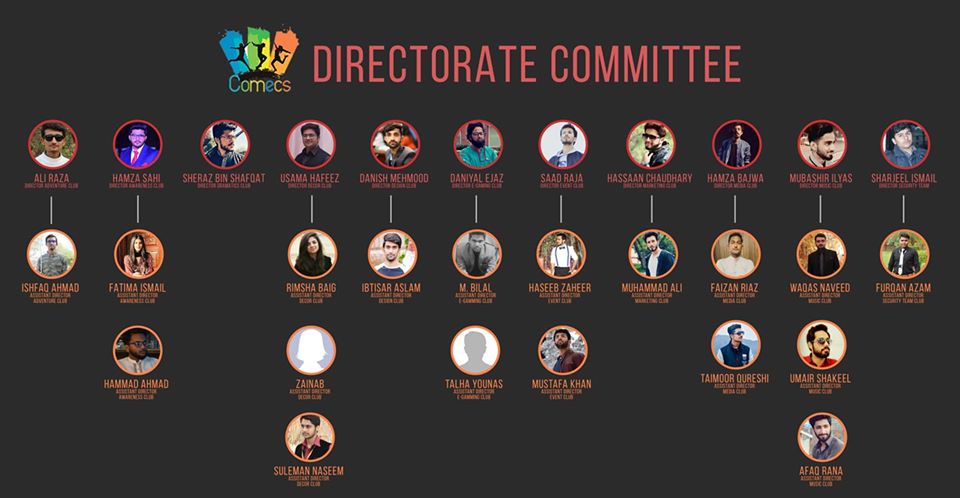 Comecs
DIRECTORATE COMMITTEE
ALI RAZA
DIRECTOR ADVENTURE CLUB
HAMZA SAHI
DIRECTOR AWARENESS CLUB
SHERAZ BIN SHAFQAT
DIRECTOR DRAMATICS CLUB
USAMA HAFEEZ
DIRECTOR DECOR CLUB
DANISH MEHMOOD
DIRECTOR DESIGN CLUB
DANIYAL EJAZ
DIRECTOR E-GAMING CLUB
SAAD RAJA
DIRECTOR EVENT CLUB
HASSAAN CHAUDHARY
DIRECTOR MARKETING CLUB
HAMZA BAJWA
DIRECTOR MEDIA CLUB
MUBASHIR ILYAS
DIRECTOR MUSIC CLUB
SHARJEEL ISMAIL
DIRECTOR SECURITY TEAM
ISHFAQ AHMAD
ASSISTANT DIRECTOR
ADVENTURE CLUB
FATIMA ISMAIL
ASSISTANT DIRECTOR
AWARENESS CLUB
RIMSHA BAIG
ASSISTANT DIRECTOR
DECOR CLUB
IBTISAR ASLAM
ASSISTANT DIRECTOR
DESIGN CLUB
M. BILAL
ASSISTANT DIRECTOR
E-GAMMING CLUB
HASEEB ZAHEER
ASSISTANT DIRECTOR
EVENT CLUB
MUHAMMAD ALI
ASSISTANT DIRECTOR
MARKETING CLUB
FAIZAN RIAZ
ASSISTANT DIRECTOR
MEDIA CLUB
WAQAS NAVEED
ASSISTANT DIRECTOR
MUSIC CLUB
FURQAN AZAM
ASSISTANT DIRECTOR
SECURITY TEAM CLUB
HAMMAD AHMAD
ASSISTANT DIRECTOR
AWARENESS CLUB
ZAINAB
ASSISTANT DIRECTOR
DECOR CLUB
TALHA YOUNAS
ASSISTANT DIRECTOR
E-GAMMING CLUB
MUSTAFA KHAN
ASSISTANT DIRECTOR
EVENT CLUB
TAIMOOR QURESHI
ASSISTANT DIRECTOR
MEDIA CLUB
UMAIR SHAKEEL
ASSISTANT DIRECTOR
MUSIC CLUB
SULEMAN NASEEM
ASSISTANT DIRECTOR
DECOR CLUB
AFAQ RANA
ASSISTANT DIRECTOR
MUSIC CLUB